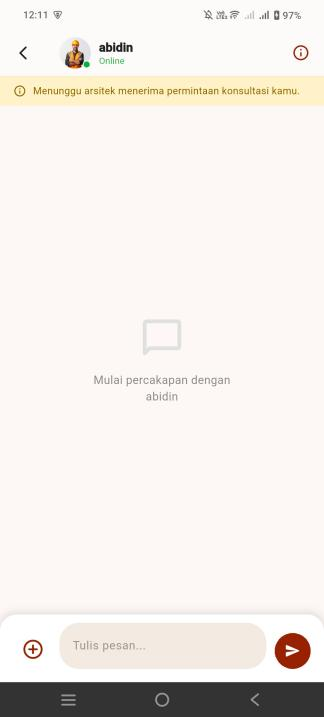 12:11
97%
abidin
Online
Menunggu arsitek menerima permintaan konsultasi kamu.
Mulai percakapan dengan
abidin
Tulis pesan...